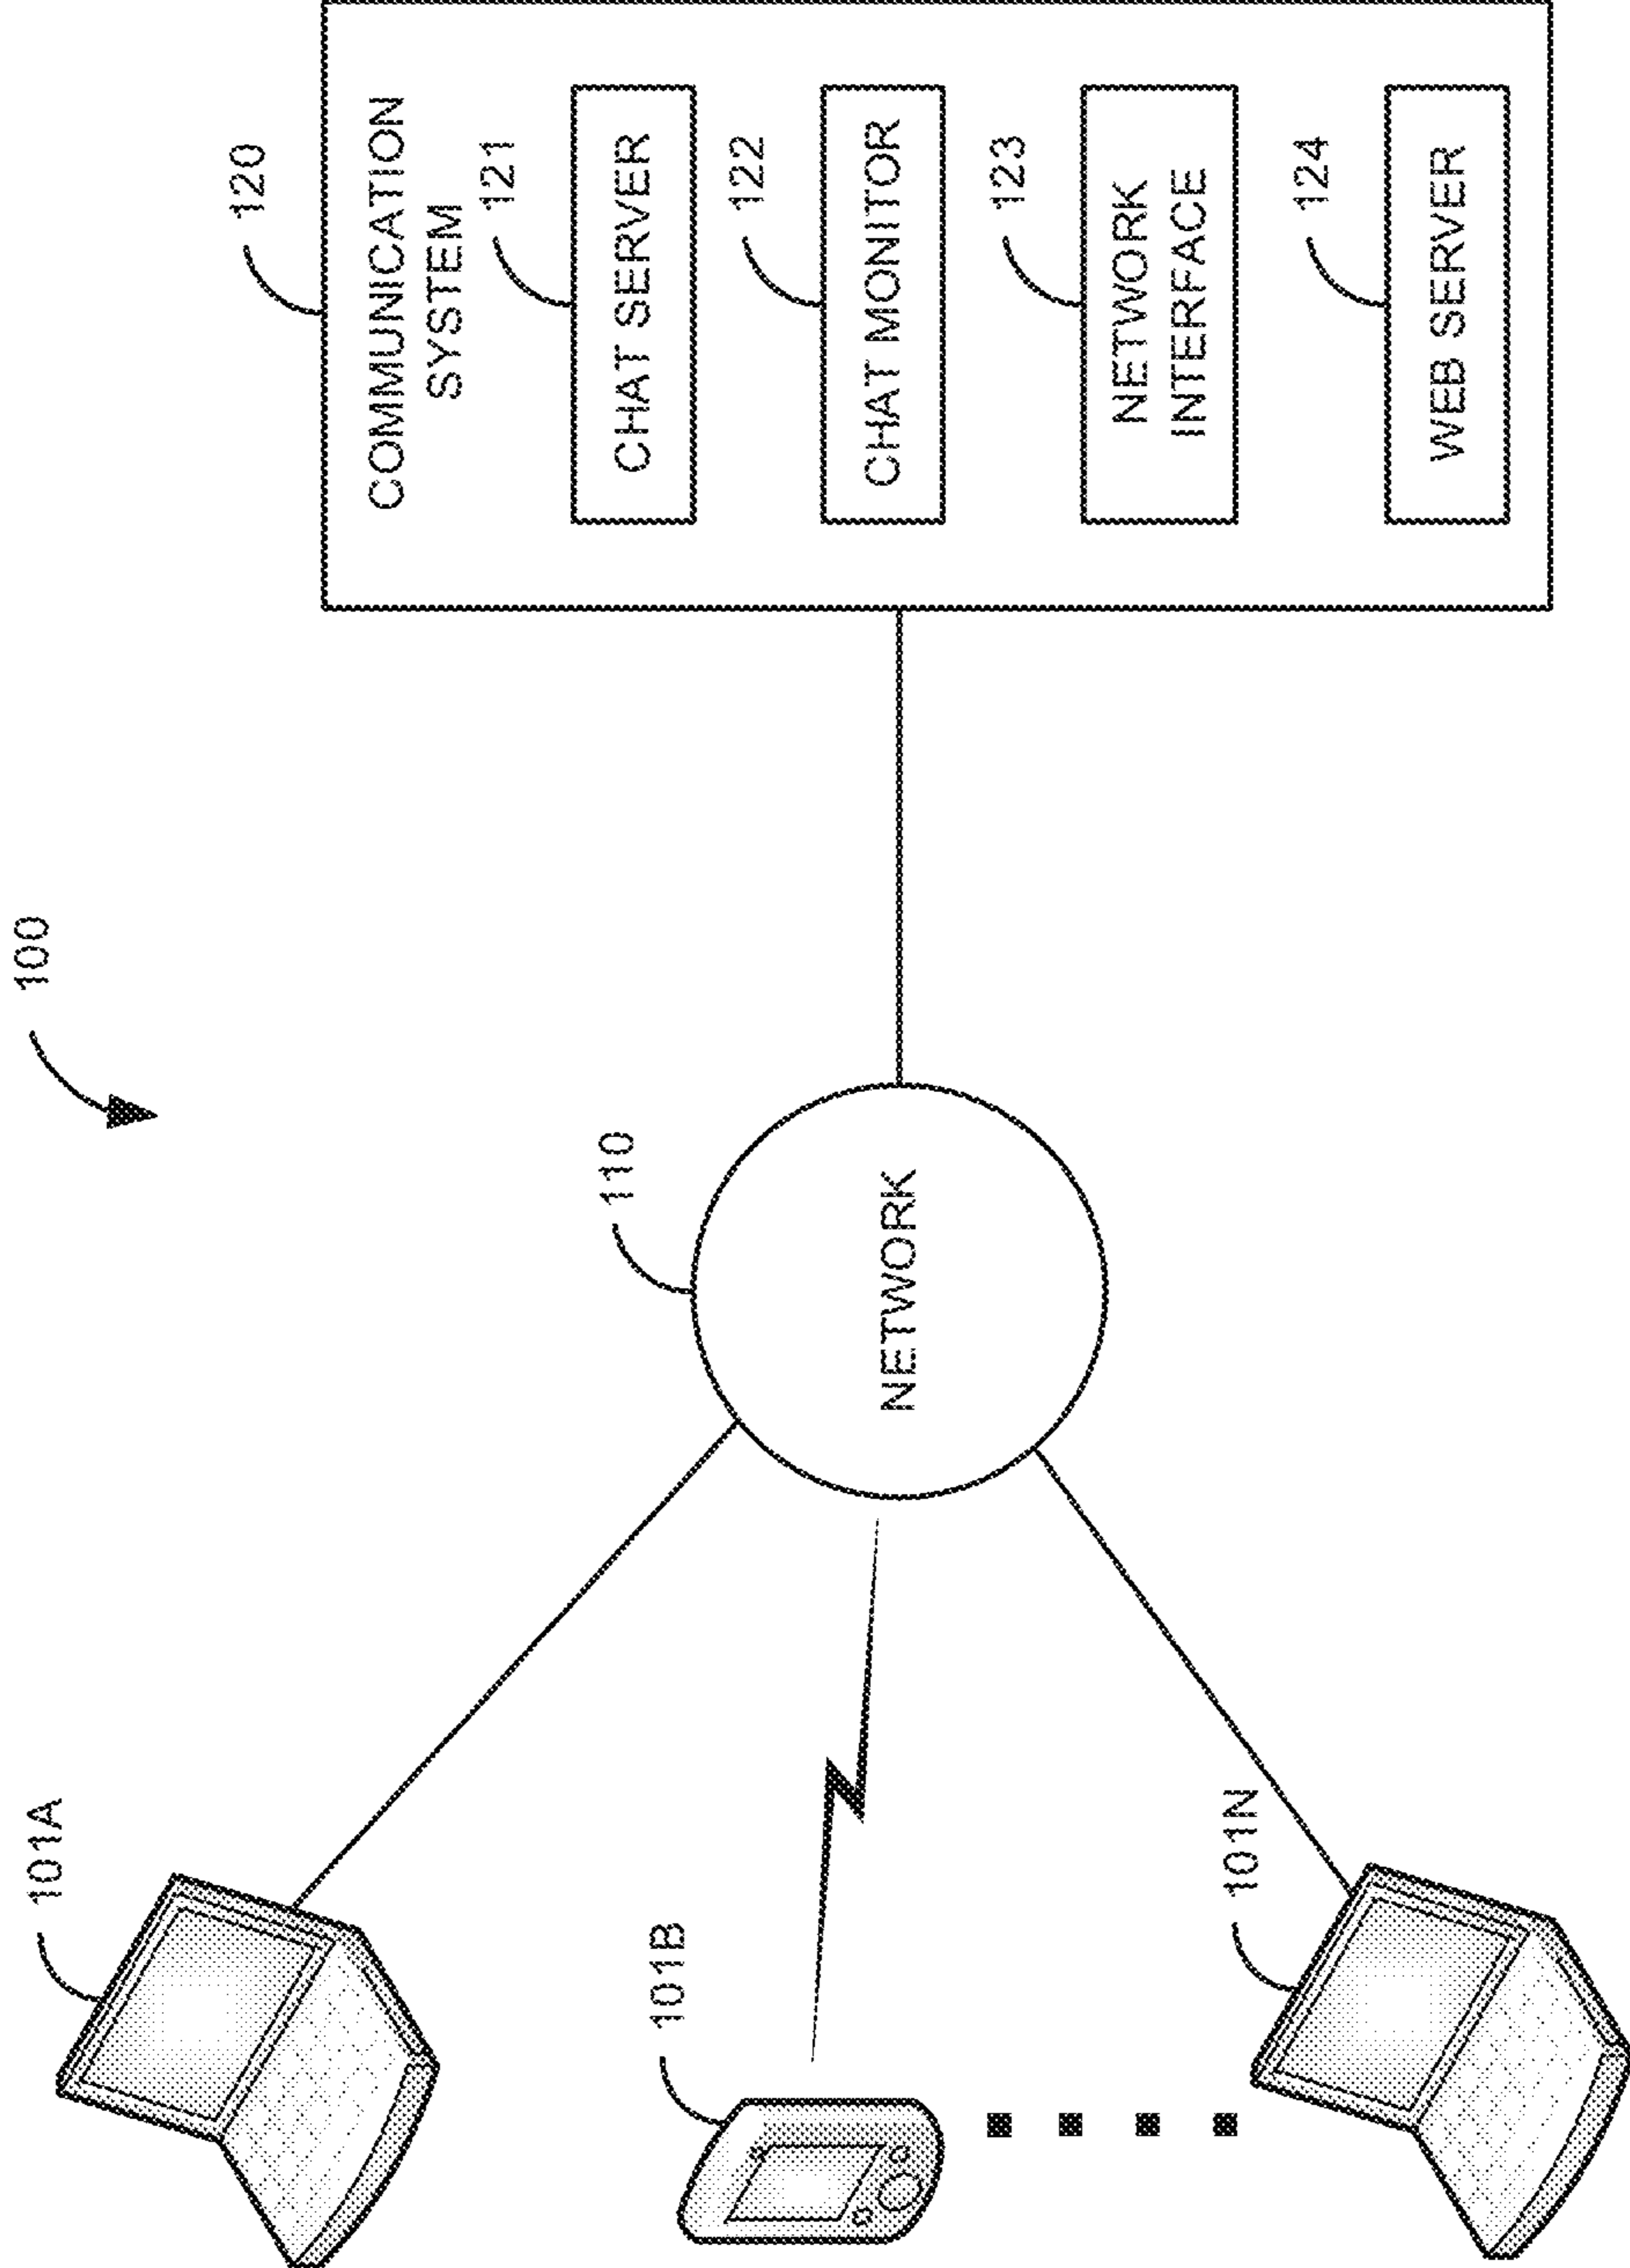 100
101A
101B
101N
110
NETWORK
120
COMMUNICATION
SYSTEM
121
CHAT SERVER
122
CHAT MONITOR
123
NETWORK
INTERFACE
124
WEB SERVER